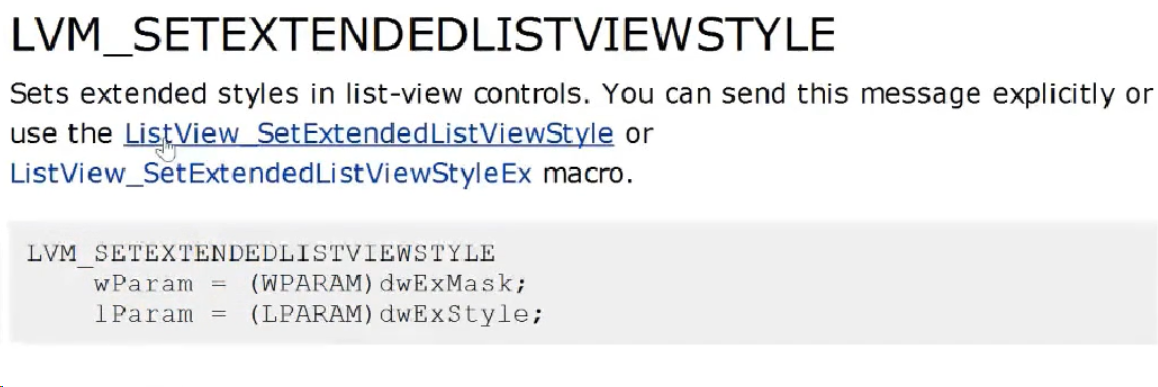 LVM_SETEXTENDEDLISTVIEWSTYLE
Sets extended styles in list-view controls. You can send this message explicitly or
use the ListView_SetExtendedListViewStyle or
ListView_SetExtendedListViewStyleEx macro.
LVM_SETEXTENDEDLISTVIEWSTYLE
wParam = (WPARAM)dwExMask;
lParam = (LPARAM)dwExStyle;